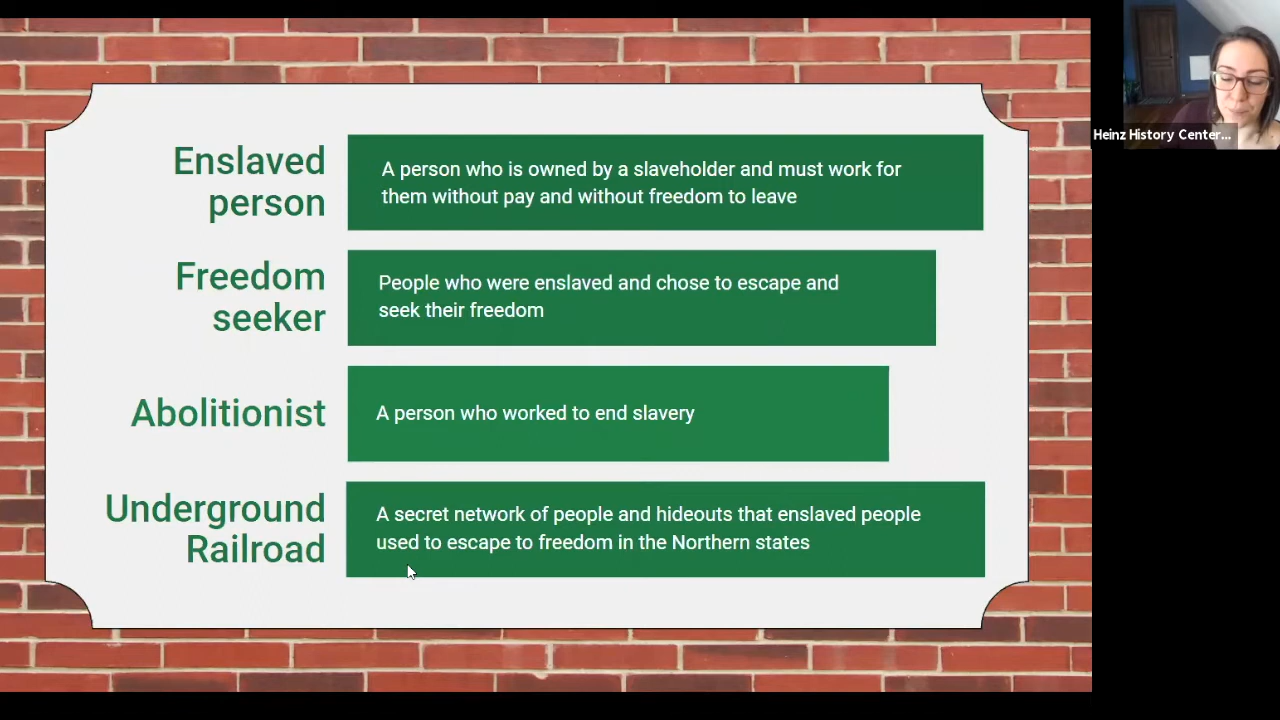 Enslaved
person
A person who is owned by a slaveholder and must work for
them without pay and without freedom to leave
Freedom
seeker
People who were enslaved and chose to escape and
seek their freedom
Abolitionist
A person who worked to end slavery
Underground
Railroad
A secret network of people and hideouts that enslaved people
used to escape to freedom in the Northern states
Heinz History Center...